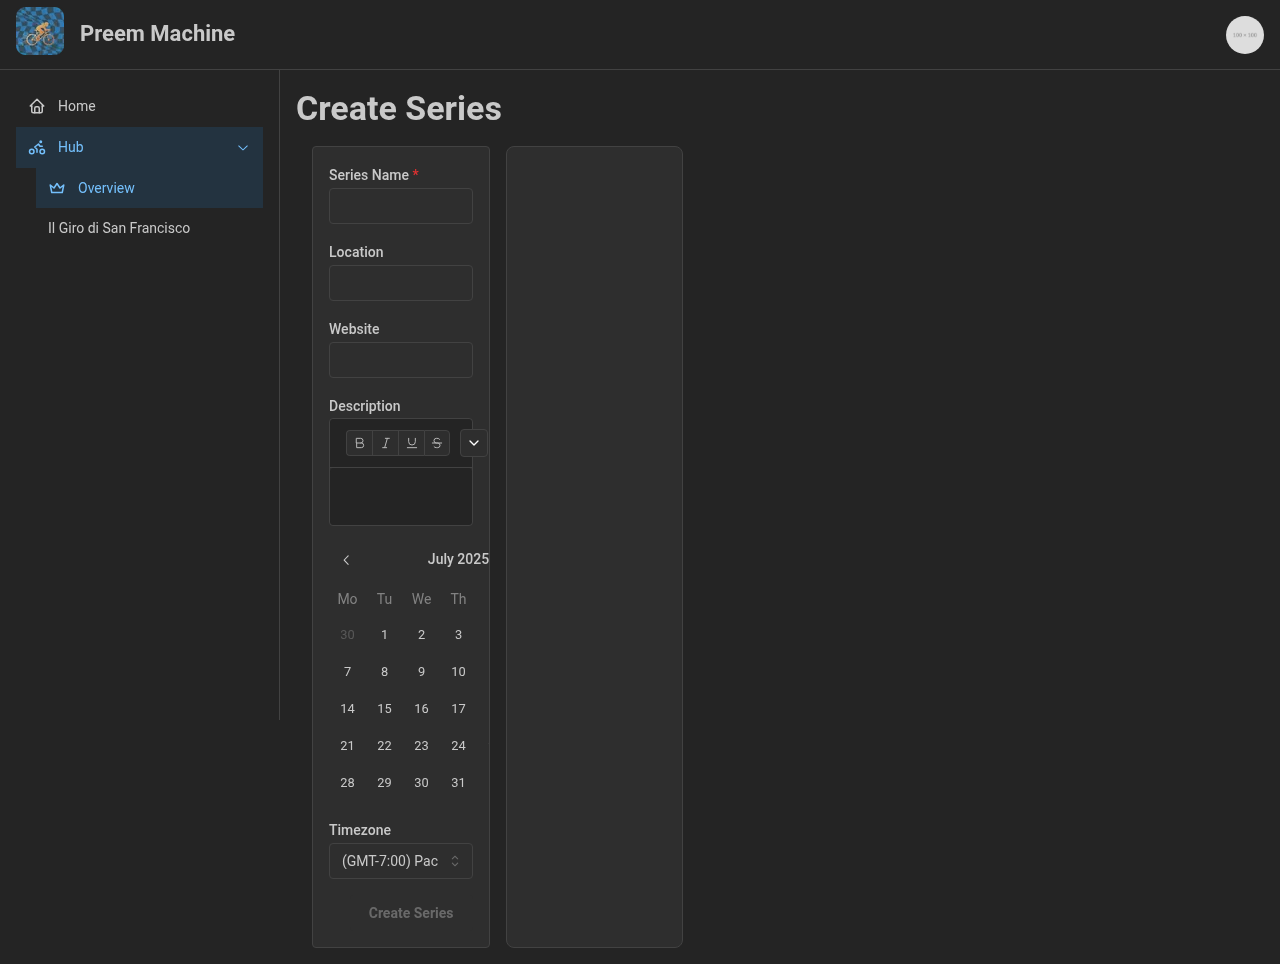 Preem Machine
100 × 100
Home
Hub
Overview
Il Giro di San Francisco
Create Series
Series Name *
Location
Website
Description
B I U S
July 2025
Mo Tu We Th
30 1 2 3
7 8 9 10
14 15 16 17
21 22 23 24
28 29 30 31
Timezone
(GMT-7:00) Pac
Create Series